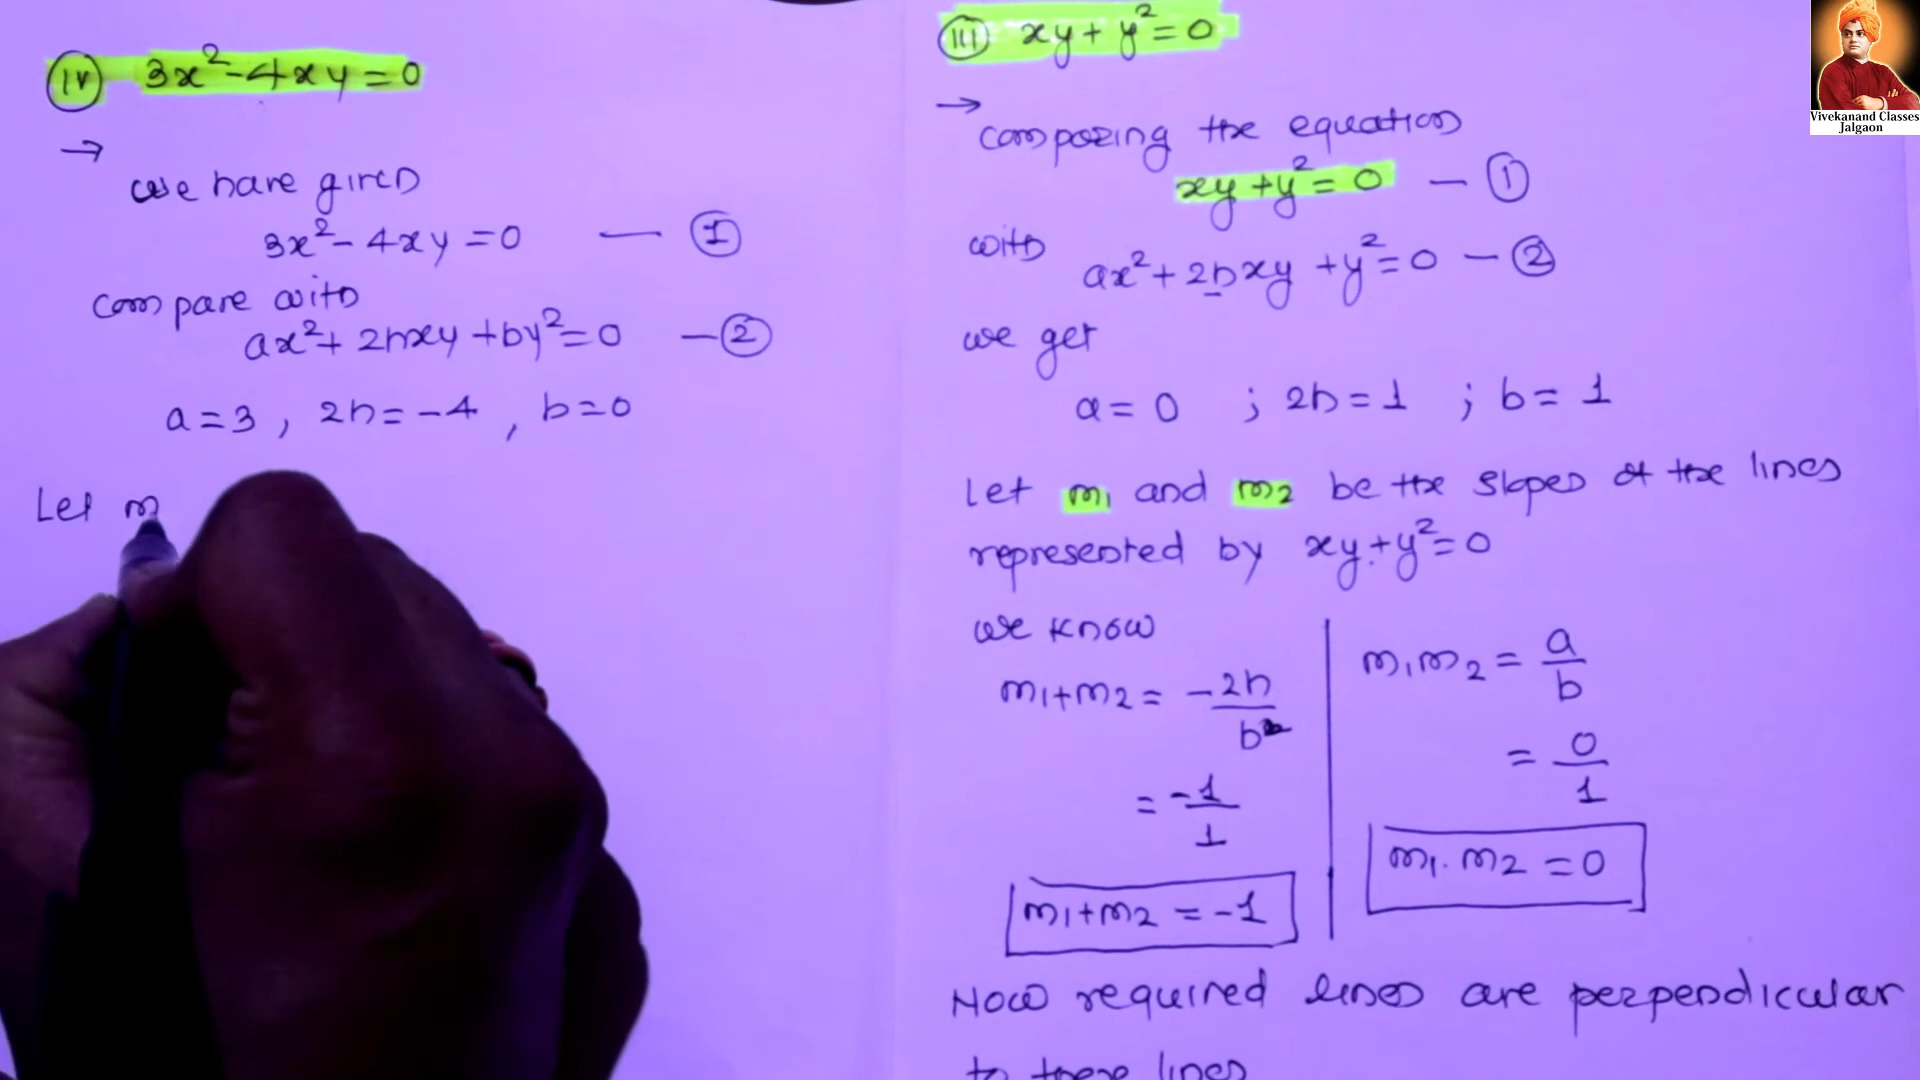 (iv) 3x²-4xy=0
→
we have given
3x²-4xy=0 — ①
compare with
ax²+2hxy+by²=0 — ②
a=3, 2h=-4, b=0
Let m
(iii) xy+y²=0
→
comparing the equation
xy+y²=0 — ①
with
ax²+2hxy+y²=0 — ②
we get
a=0 ; 2h=1 ; b=1
Let m₁ and m₂ be the slopes of the lines
represented by xy+y²=0
we know
m₁+m₂ = -2h/b
= -1/1
m₁+m₂ = -1
m₁m₂ = a/b
= 0/1
m₁.m₂ = 0
Now required lines are perpendicular
to these lines
Vivekanand Classes
Jalgaon